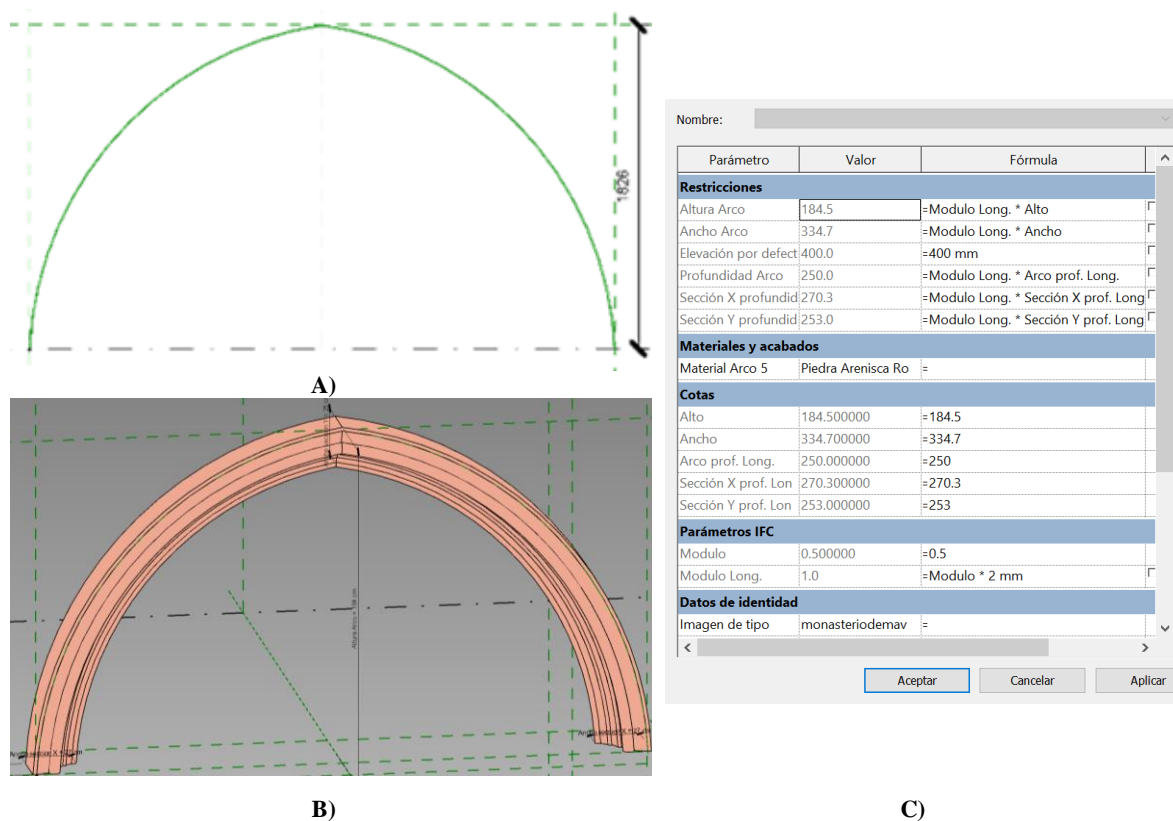 1826
A)
Altura Arco = 184 cm
B)
Nombre:
Parámetro Valor Fórmula
Restricciones
Altura Arco 184.5 =Modulo Long. * Alto
Ancho Arco 334.7 =Modulo Long. * Ancho
Elevación por defect 400.0 =400 mm
Profundidad Arco 250.0 =Modulo Long. * Arco prof. Long.
Sección X profundid 270.3 =Modulo Long. * Sección X prof. Long
Sección Y profundid 253.0 =Modulo Long. * Sección Y prof. Long
Materiales y acabados
Material Arco 5 Piedra Arenisca Ro =
Cotas
Alto 184.500000 =184.5
Ancho 334.700000 =334.7
Arco prof. Long. 250.000000 =250
Sección X prof. Lon 270.300000 =270.3
Sección Y prof. Lon 253.000000 =253
Parámetros IFC
Modulo 0.500000 =0.5
Modulo Long. 1.0 =Modulo * 2 mm
Datos de identidad
Imagen de tipo monasteriodemav =
Aceptar Cancelar Aplicar
C)